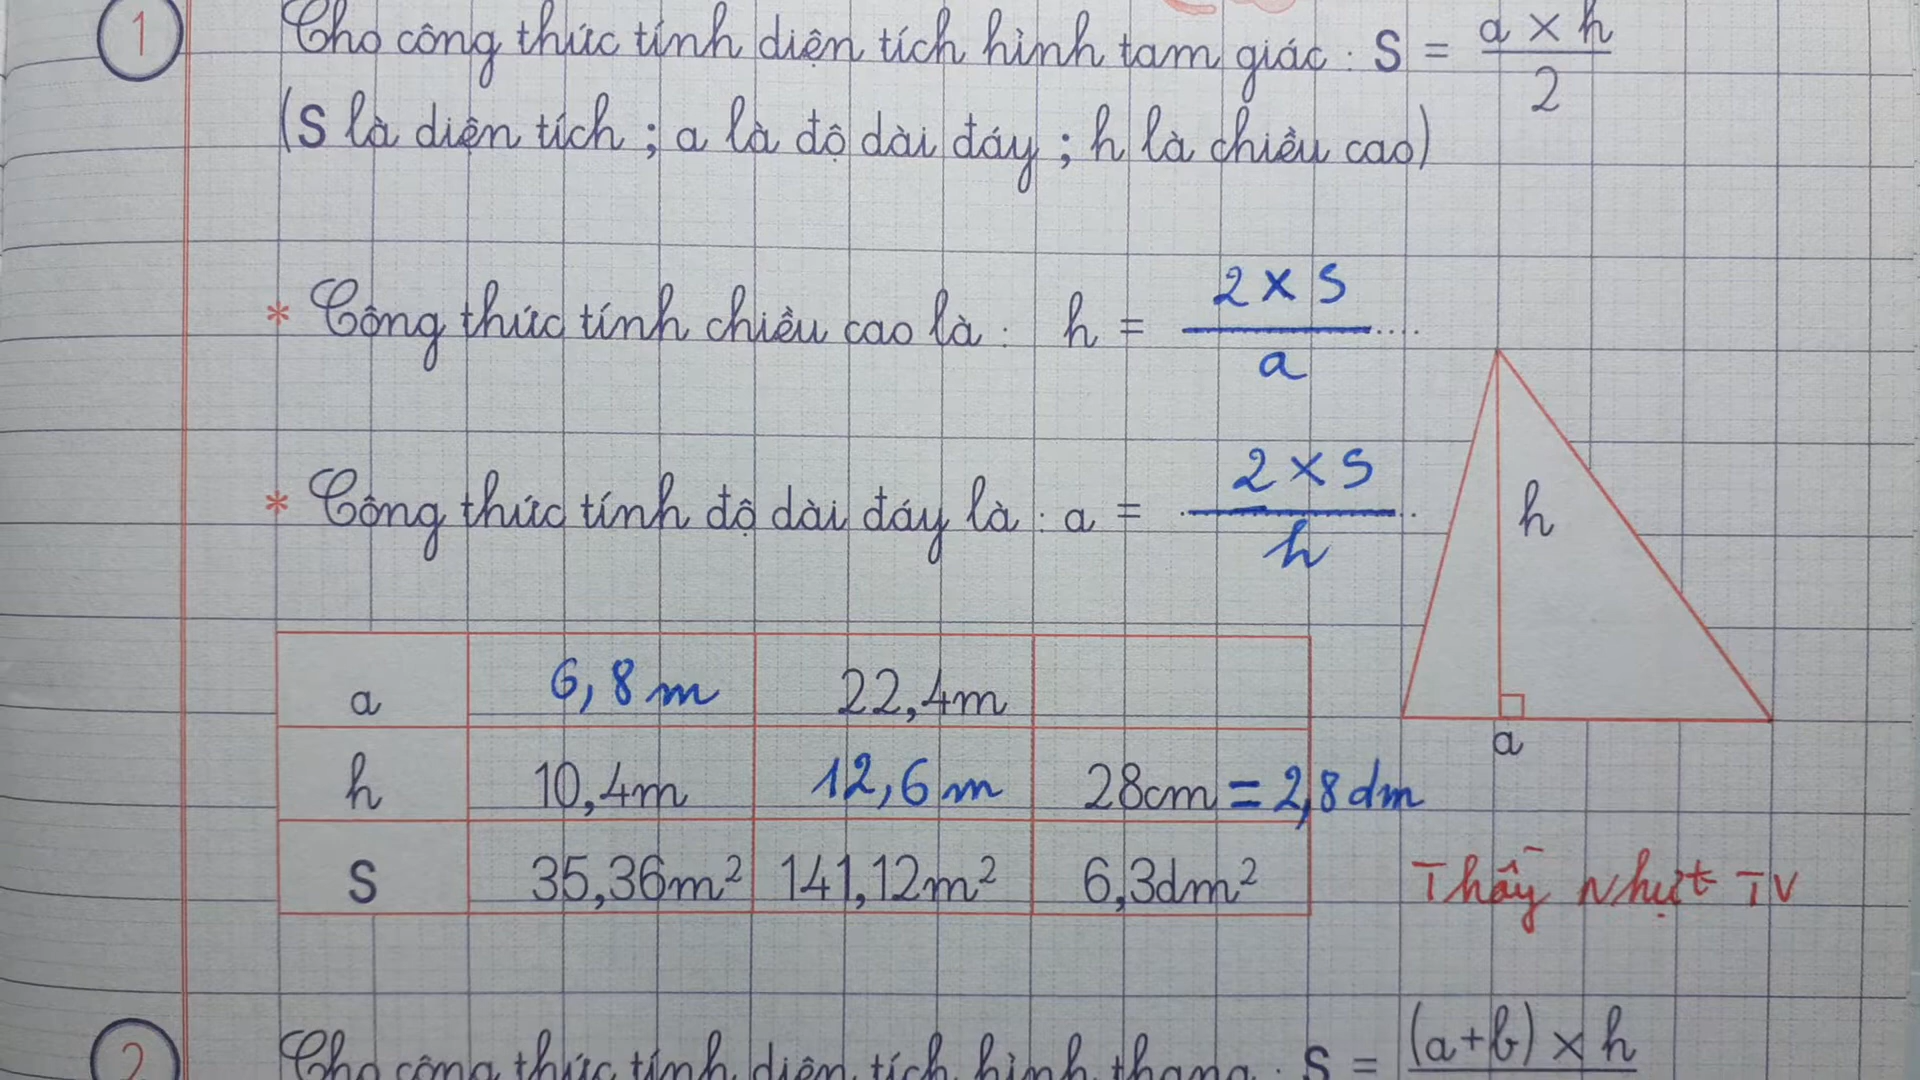 1 Cho công thức tính diện tích hình tam giác : S = a × h / 2
(S là diện tích ; a là độ dài đáy ; h là chiều cao)
* Công thức tính chiều cao là : h = 2 × S / a ....
* Công thức tính độ dài đáy là : a = . 2 × S / h .
h
a 6,8 m 22,4m
a
h 10,4m 12,6 m 28cm = 2,8 dm
S 35,36m² 141,12m² 6,3dm²
Thầy Nhựt TV
2 Cho công thức tính diện tích hình thang : S = (a+b) × h